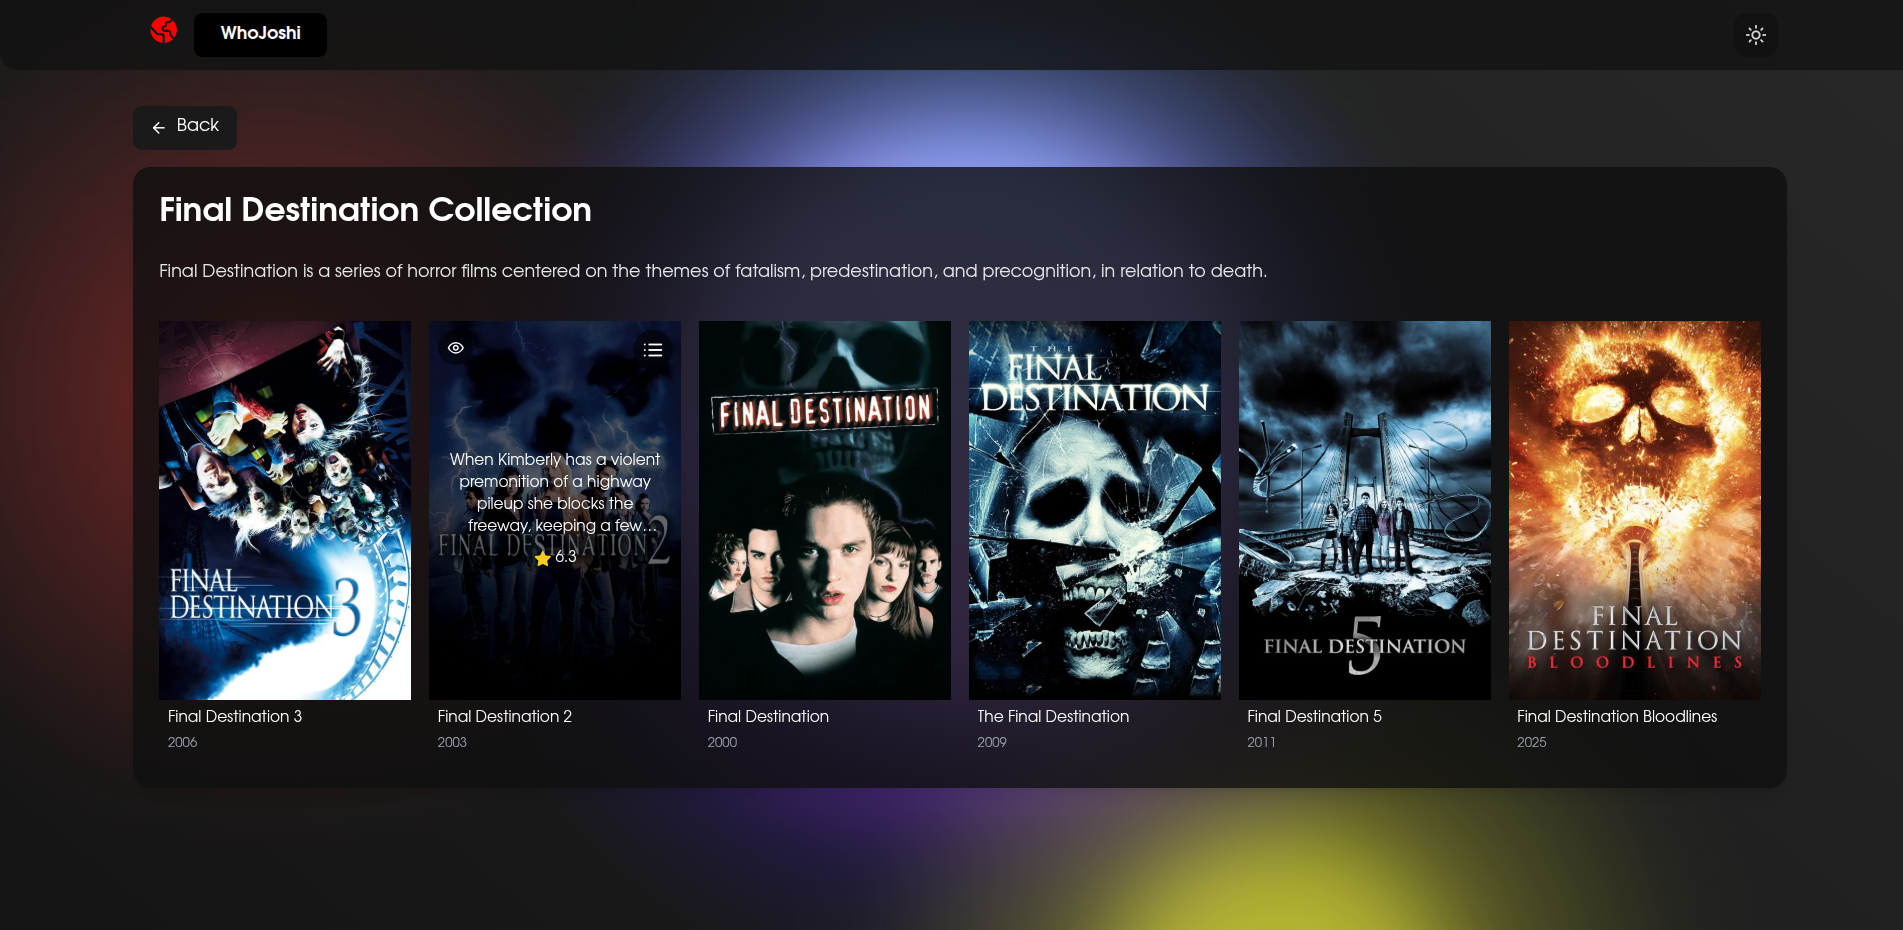 WhoJoshi
Back
Final Destination Collection
Final Destination is a series of horror films centered on the themes of fatalism, predestination, and precognition, in relation to death.
FINAL
DESTINATION 3
Final Destination 3
2006
When Kimberly has a violent
premonition of a highway
pileup she blocks the
freeway, keeping a few...
FINAL DESTINATION 2
6.3
Final Destination 2
2003
FINAL DESTINATION
Final Destination
2000
THE
FINAL
DESTINATION
The Final Destination
2009
5
FINAL DESTINATION
Final Destination 5
2011
FINAL
DESTINATION
BLOODLINES
Final Destination Bloodlines
2025